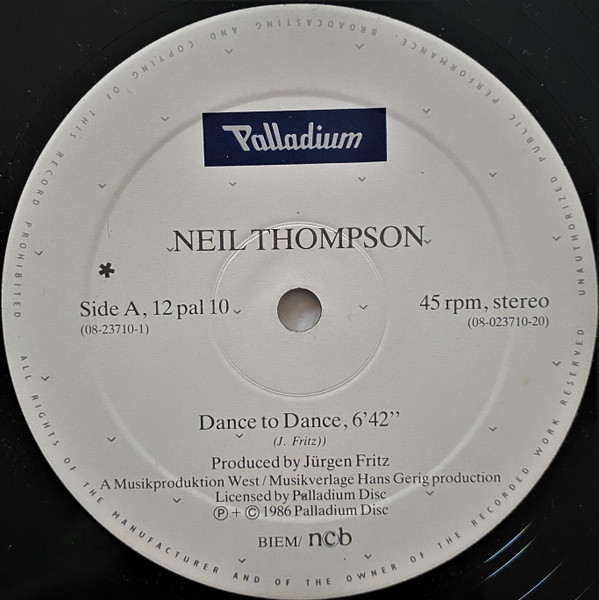 Palladium
NEIL THOMPSON
*
Side A, 12 pal 10
(08-23710-1)
45 rpm, stereo
(08-023710-20)
Dance to Dance, 6'42"
(J. Fritz))
Produced by Jürgen Fritz
A Musikproduktion West / Musikverlage Hans Gerig production
Licensed by Palladium Disc
Ⓟ + © 1986 Palladium Disc
BIEM/ ncb
ALL RIGHTS OF THE MANUFACTURER AND OF THE OWNER OF THE RECORDED WORK RESERVED UNAUTHORIZED PUBLIC PERFORMANCE, BROADCASTING AND COPYING OF THIS RECORD PROHIBITED